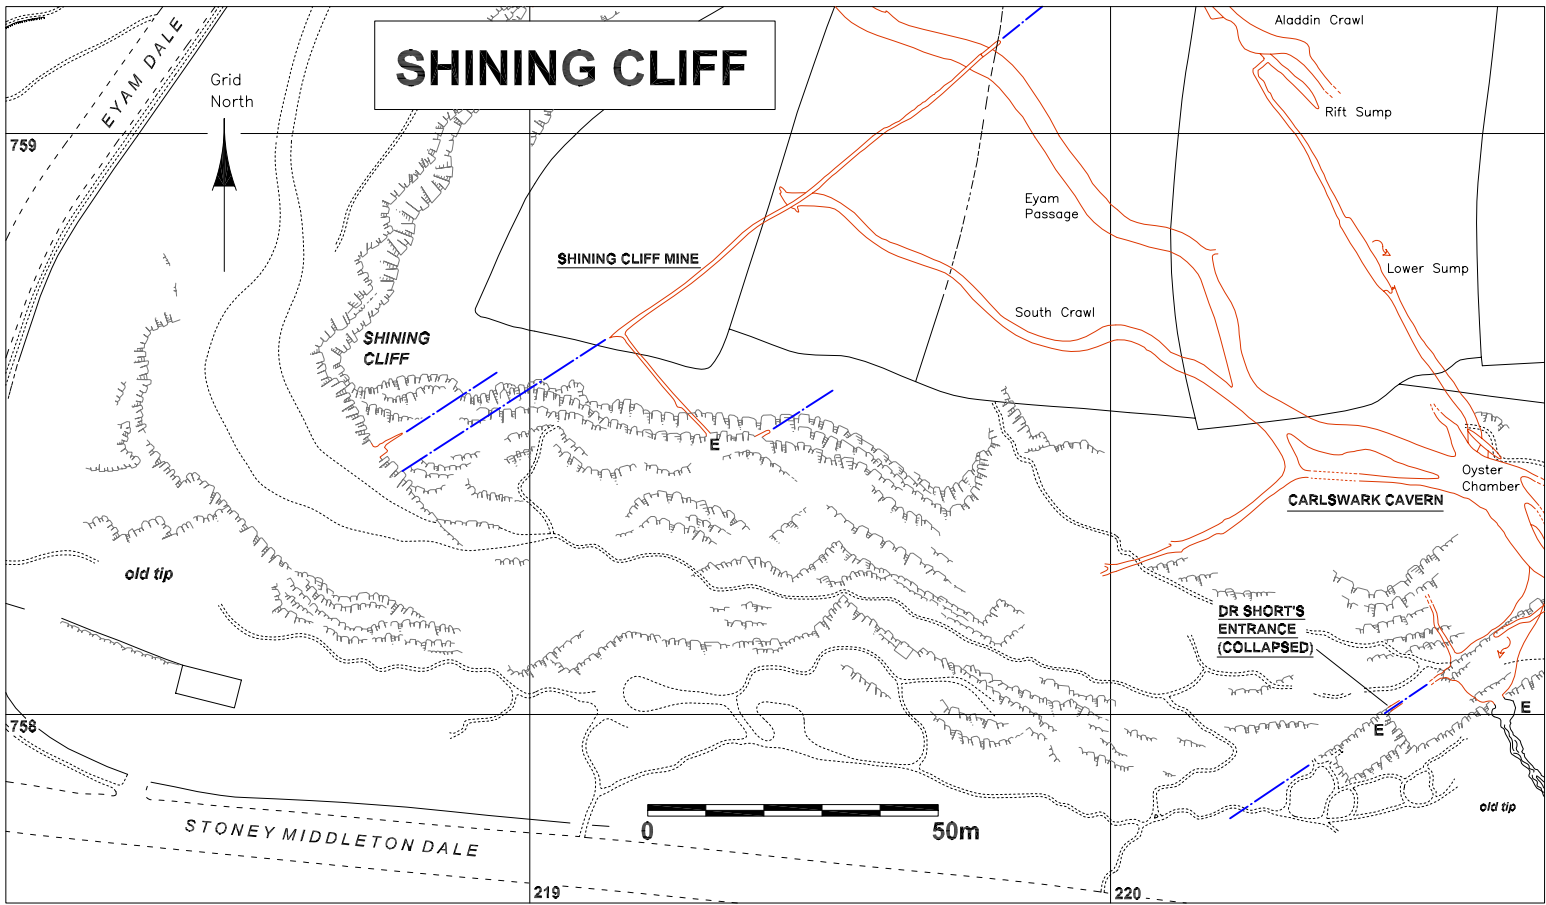 SHINING CLIFF
EYAM DALE
Grid
North
759
Aladdin Crawl
Rift Sump
Eyam
Passage
SHINING CLIFF MINE
Lower Sump
South Crawl
SHINING
CLIFF
E
Oyster
Chamber
CARLSWARK CAVERN
old tip
DR SHORT'S
ENTRANCE
(COLLAPSED)
E
E
758
old tip
STONEY MIDDLETON DALE
0
50m
219
220